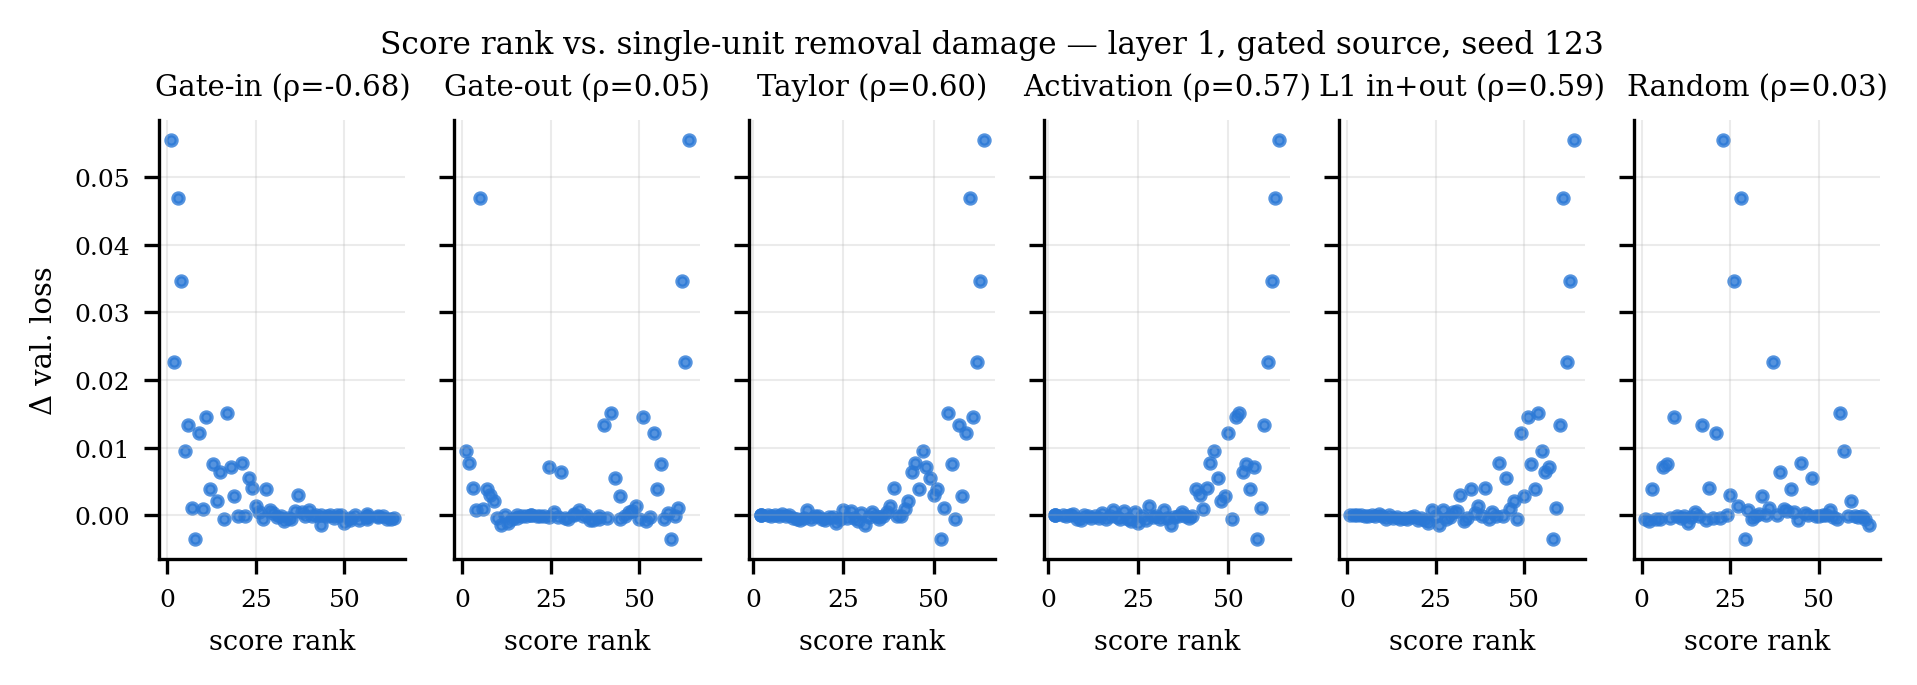 Score rank vs. single-unit removal damage — layer 1, gated source, seed 123
Gate-in (ρ=-0.68) Gate-out (ρ=0.05) Taylor (ρ=0.60) Activation (ρ=0.57) L1 in+out (ρ=0.59) Random (ρ=0.03)
Δ val. loss
0.05
0.04
0.03
0.02
0.01
0.00
0 25 50 0 25 50 0 25 50 0 25 50 0 25 50 0 25 50
score rank score rank score rank score rank score rank score rank